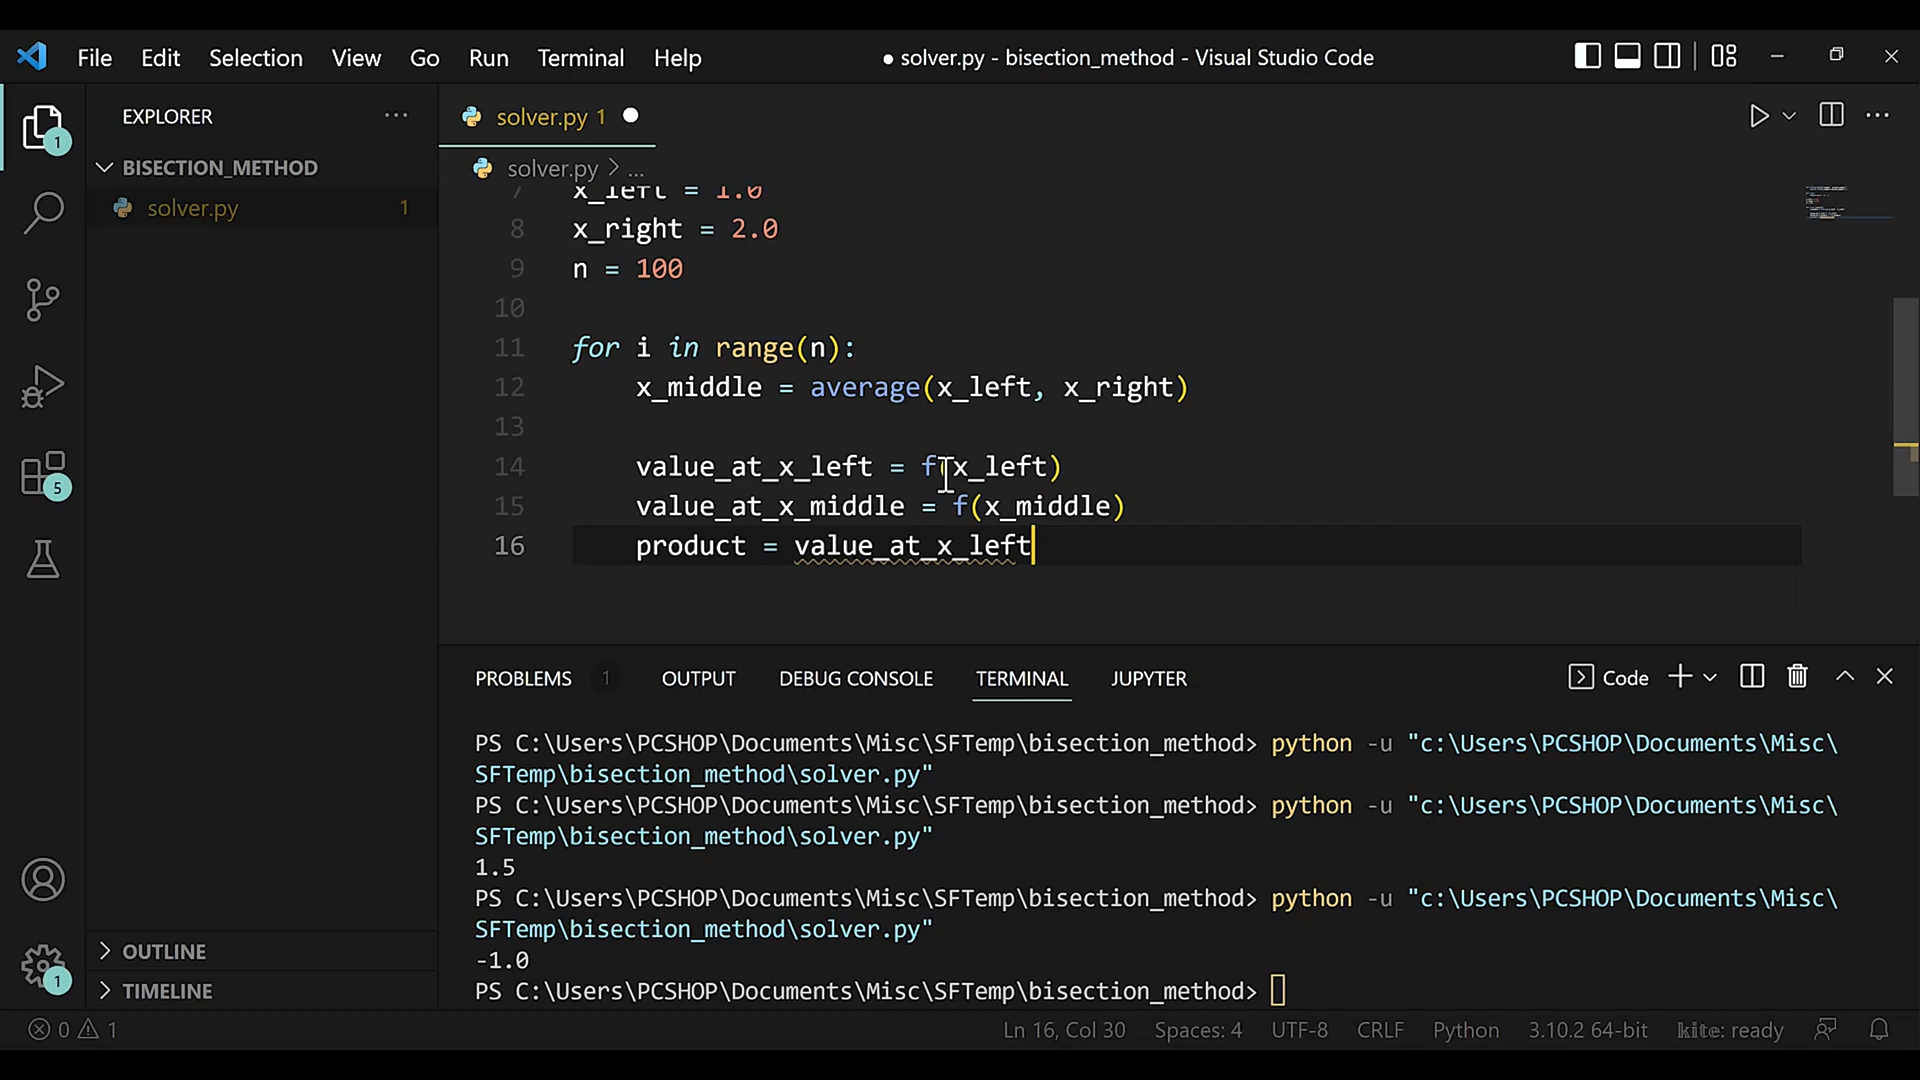 File Edit Selection View Go Run Terminal Help
● solver.py - bisection_method - Visual Studio Code
EXPLORER
BISECTION_METHOD
solver.py 1
1
5
1
OUTLINE
TIMELINE
solver.py 1
solver.py > ...
7 x_left = 1.0
8 x_right = 2.0
9 n = 100
10
11 for i in range(n):
12 x_middle = average(x_left, x_right)
13
14 value_at_x_left = f(x_left)
15 value_at_x_middle = f(x_middle)
16 product = value_at_x_left
PROBLEMS 1 OUTPUT DEBUG CONSOLE TERMINAL JUPYTER Code
PS C:\Users\PCSHOP\Documents\Misc\SFTemp\bisection_method> python -u "c:\Users\PCSHOP\Documents\Misc\
SFTemp\bisection_method\solver.py"
PS C:\Users\PCSHOP\Documents\Misc\SFTemp\bisection_method> python -u "c:\Users\PCSHOP\Documents\Misc\
SFTemp\bisection_method\solver.py"
1.5
PS C:\Users\PCSHOP\Documents\Misc\SFTemp\bisection_method> python -u "c:\Users\PCSHOP\Documents\Misc\
SFTemp\bisection_method\solver.py"
-1.0
PS C:\Users\PCSHOP\Documents\Misc\SFTemp\bisection_method>
0 1 Ln 16, Col 30 Spaces: 4 UTF-8 CRLF Python 3.10.2 64-bit kite: ready